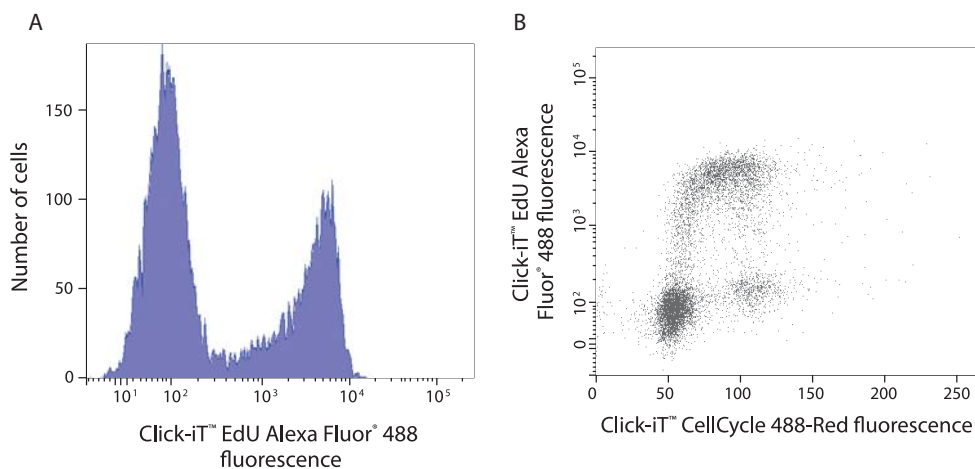 A
Number of cells
150
100
50
0
10¹
10²
10³
10⁴
10⁵
Click-iT™ EdU Alexa Fluor® 488
fluorescence
B
Click-iT™ EdU Alexa
Fluor® 488 fluorescence
10⁵
10⁴
10³
10²
0
0
50
100
150
200
250
Click-iT™ CellCycle 488-Red fluorescence